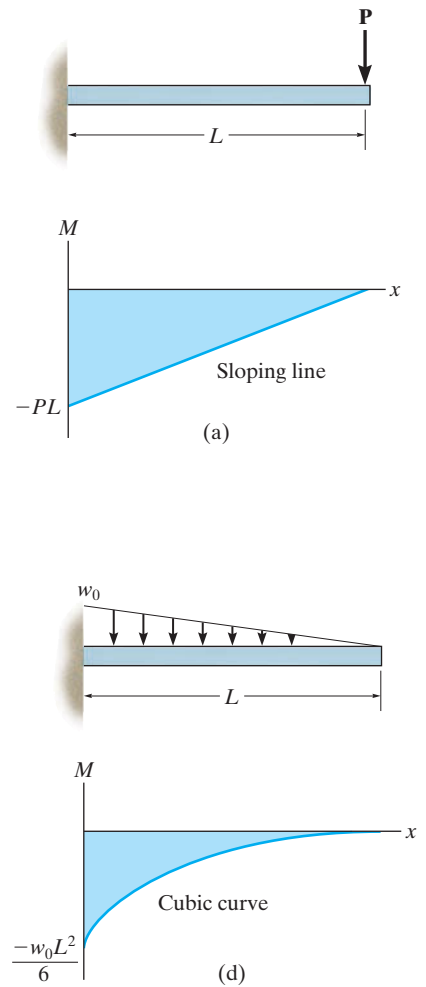 P
L
M
x
Sloping line
−PL
(a)
w₀
L
M
x
Cubic curve
−w₀L²/6
(d)